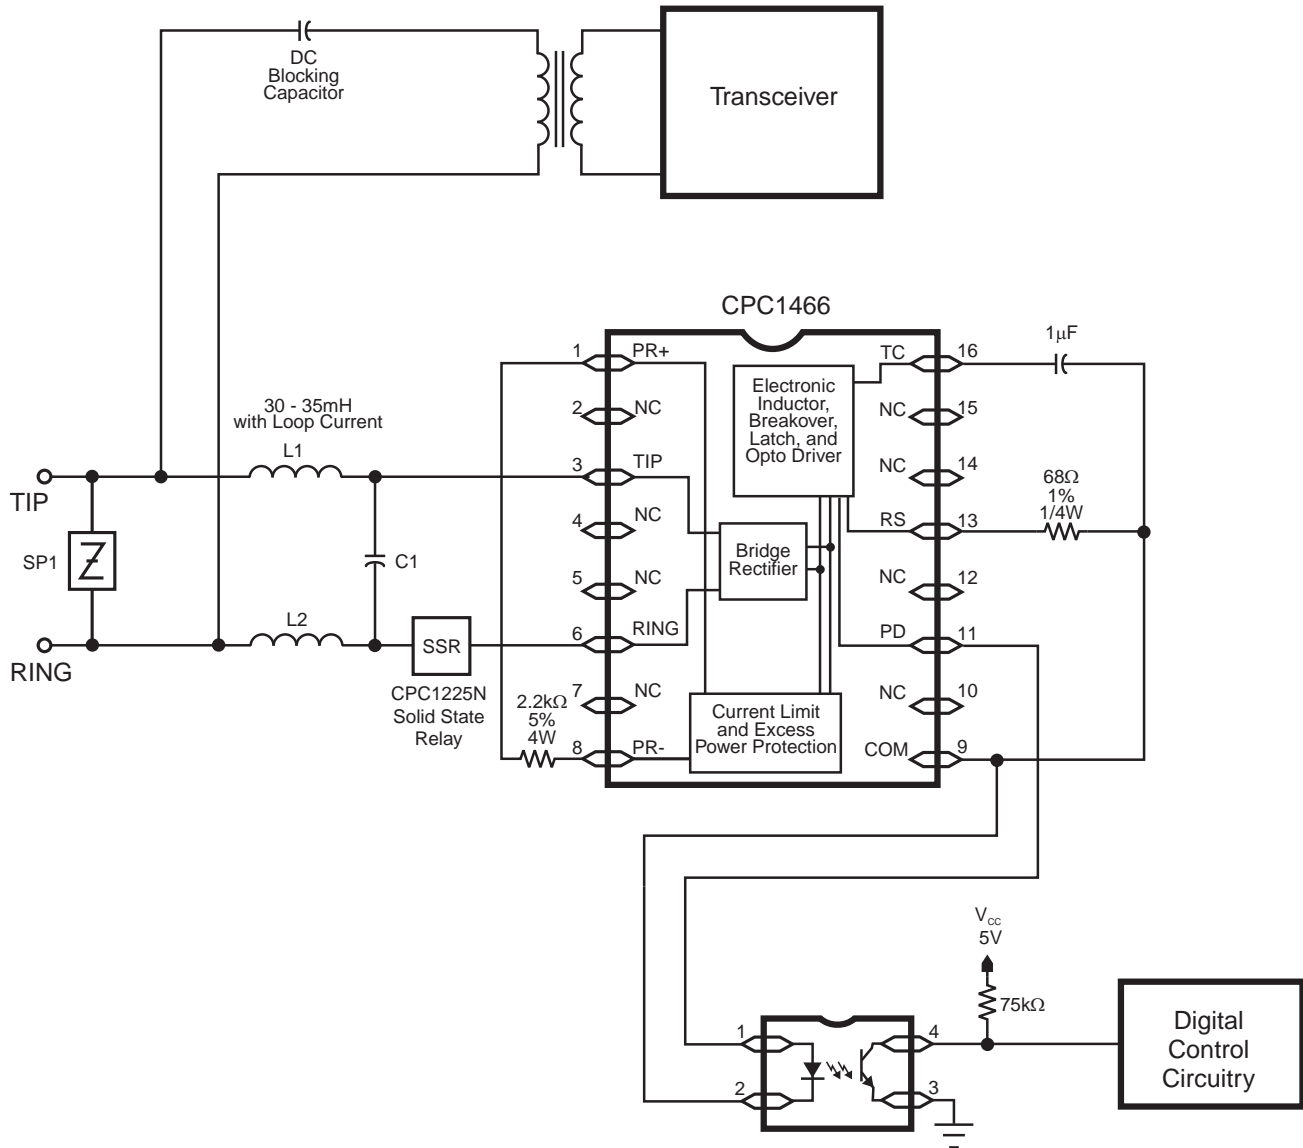 DC
Blocking
Capacitor
Transceiver
CPC1466
1
PR+
2
NC
3
TIP
4
NC
5
NC
6
RING
7
NC
8
PR-
Electronic
Inductor,
Breakover,
Latch, and
Opto Driver
Bridge
Rectifier
Current Limit
and Excess
Power Protection
TC
16
NC
15
NC
14
RS
13
NC
12
PD
11
NC
10
COM
9
1µF
68Ω
1%
1/4W
30 - 35mH
with Loop Current
L1
TIP
SP1
C1
L2
RING
SSR
CPC1225N
Solid State
Relay
2.2kΩ
5%
4W
VCC
5V
75kΩ
1
2
4
3
Digital
Control
Circuitry